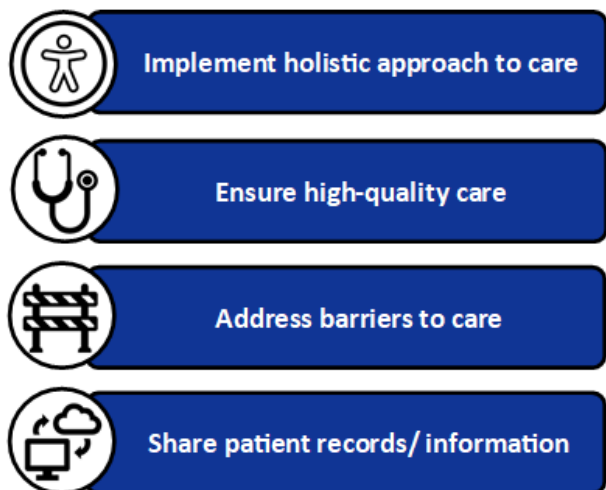 Implement holistic approach to care
Ensure high-quality care
Address barriers to care
Share patient records/ information